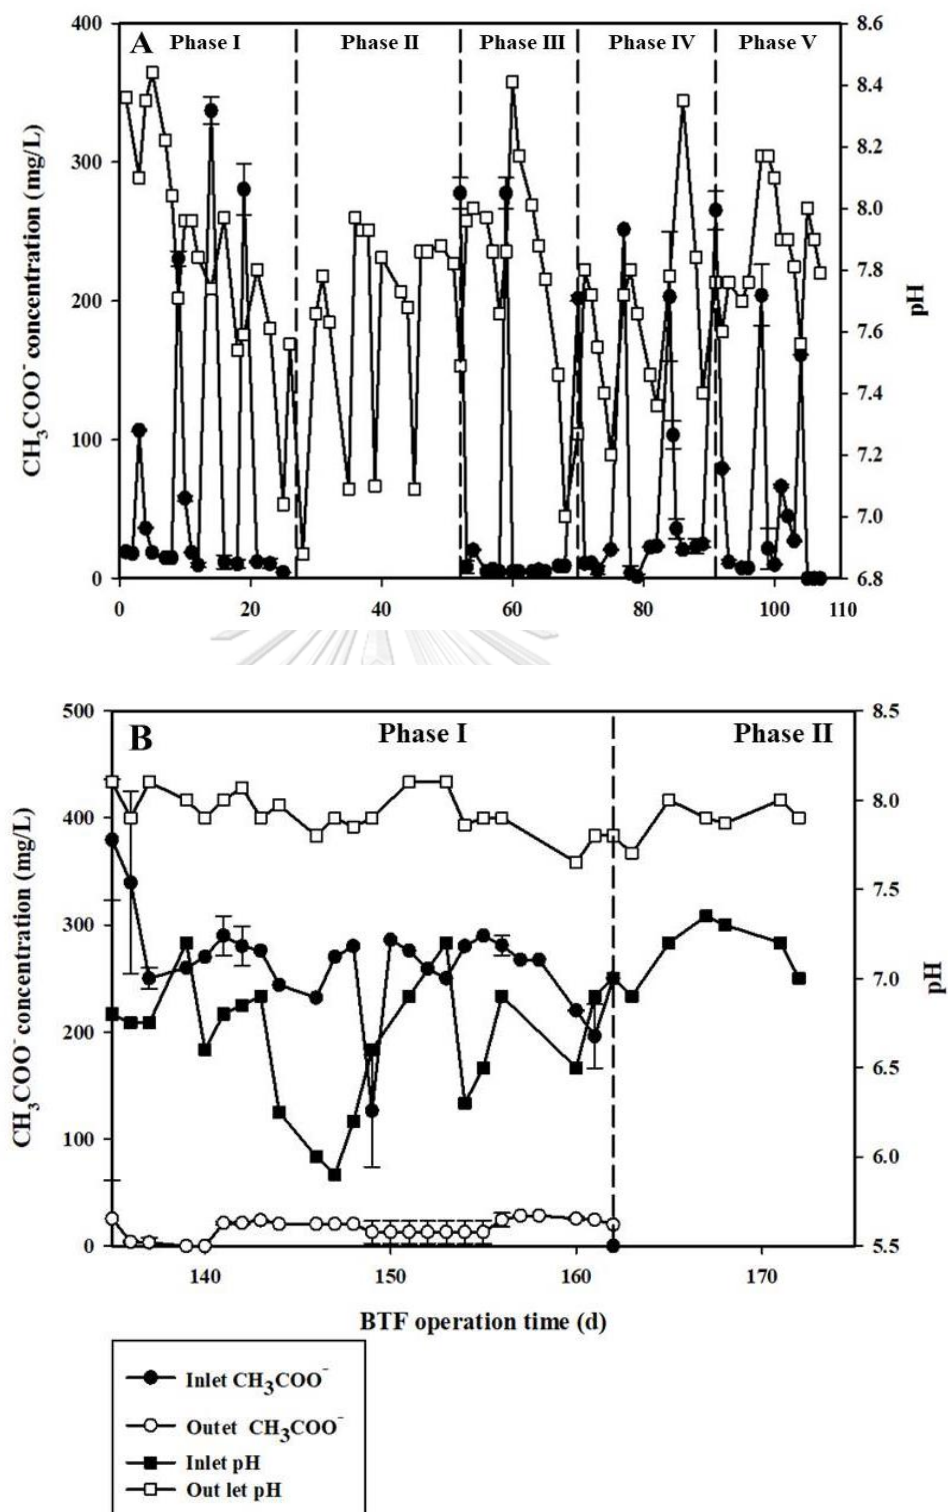 A Phase I Phase II Phase III Phase IV Phase V
400
300
200
100
0
CH3COO- concentration (mg/L)
8.6
8.4
8.2
8.0
7.8
7.6
7.4
7.2
7.0
6.8
pH
0 20 40 60 80 100 110
B Phase I Phase II
500
400
300
200
100
0
CH3COO- concentration (mg/L)
8.5
8.0
7.5
7.0
6.5
6.0
5.5
pH
140 150 160 170
BTF operation time (d)
Inlet CH3COO-
Outet CH3COO-
Inlet pH
Out let pH